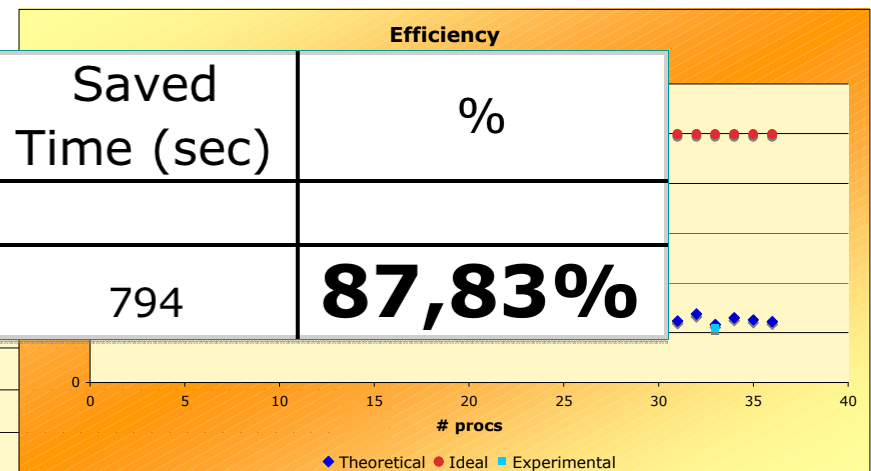 Efficiency
Saved
Time (sec)
%
794
87,83%
0
0 5 10 15 20 25 30 35 40
# procs
Theoretical Ideal Experimental